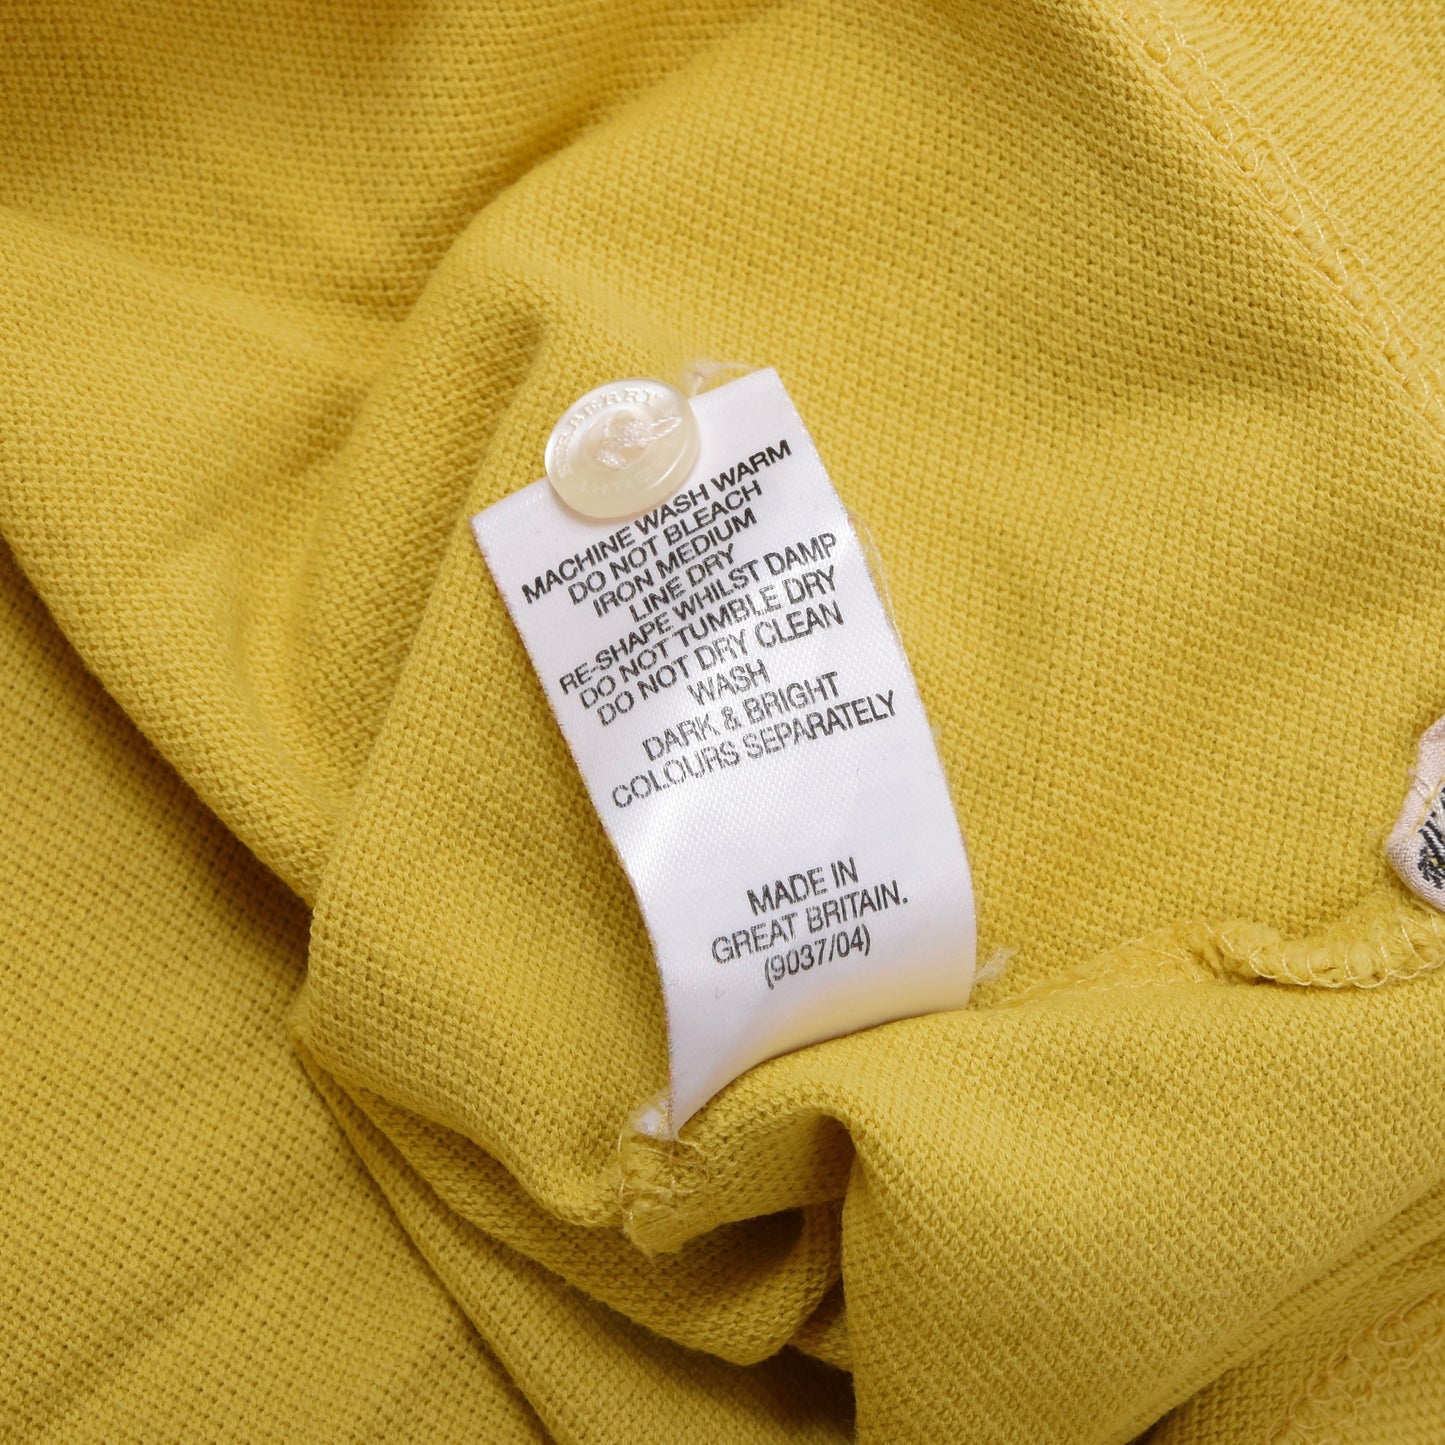 BURBERRY
MACHINE WASH WARM
DO NOT BLEACH
IRON MEDIUM
LINE DRY
RE-SHAPE WHILST DAMP
DO NOT TUMBLE DRY
DO NOT DRY CLEAN
WASH
DARK & BRIGHT
COLOURS SEPARATELY
MADE IN
GREAT BRITAIN.
(9037/04)